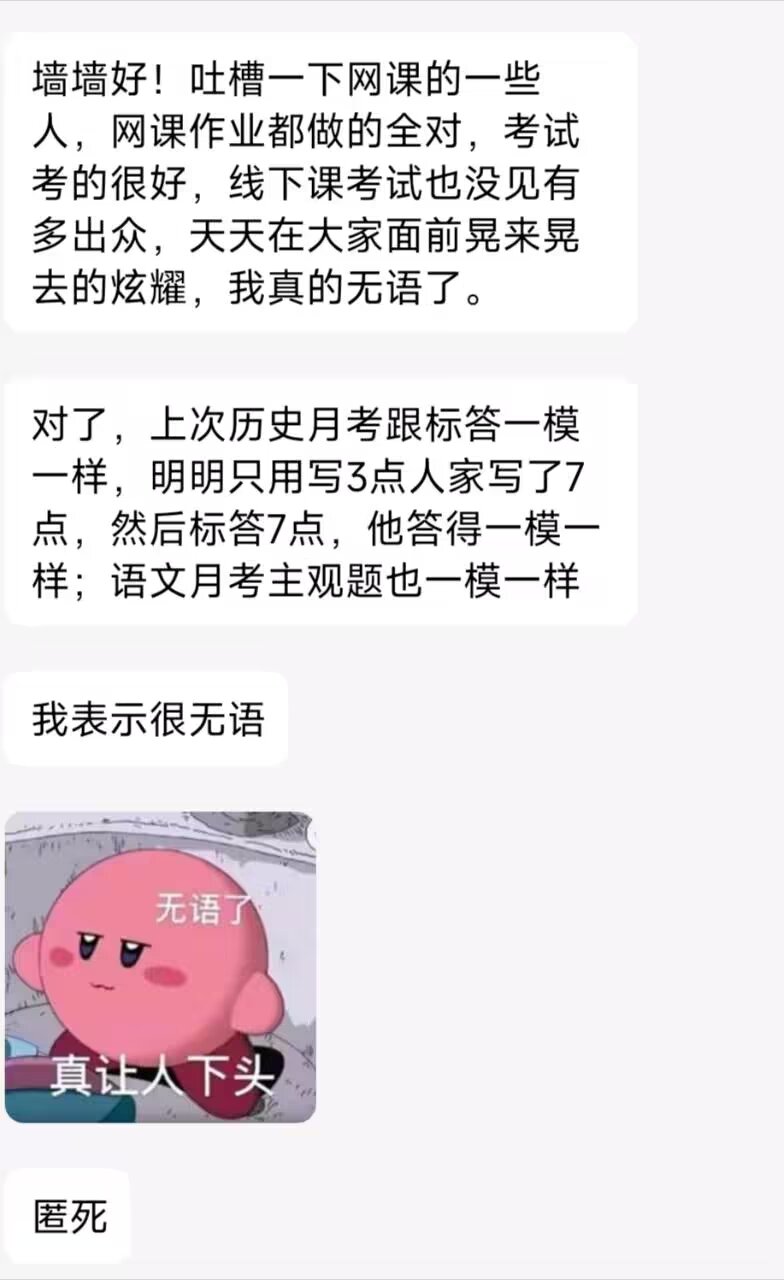 墙墙好！吐槽一下网课的一些
人，网课作业都做的全对，考试
考的很好，线下课考试也没见有
多出众，天天在大家面前晃来晃
去的炫耀，我真的无语了。
对了，上次历史月考跟标答一模
一样，明明只用写3点人家写了7
点，然后标答7点，他答得一模一
样；语文月考主观题也一模一样
我表示很无语
无语了
真让人下头
匿死